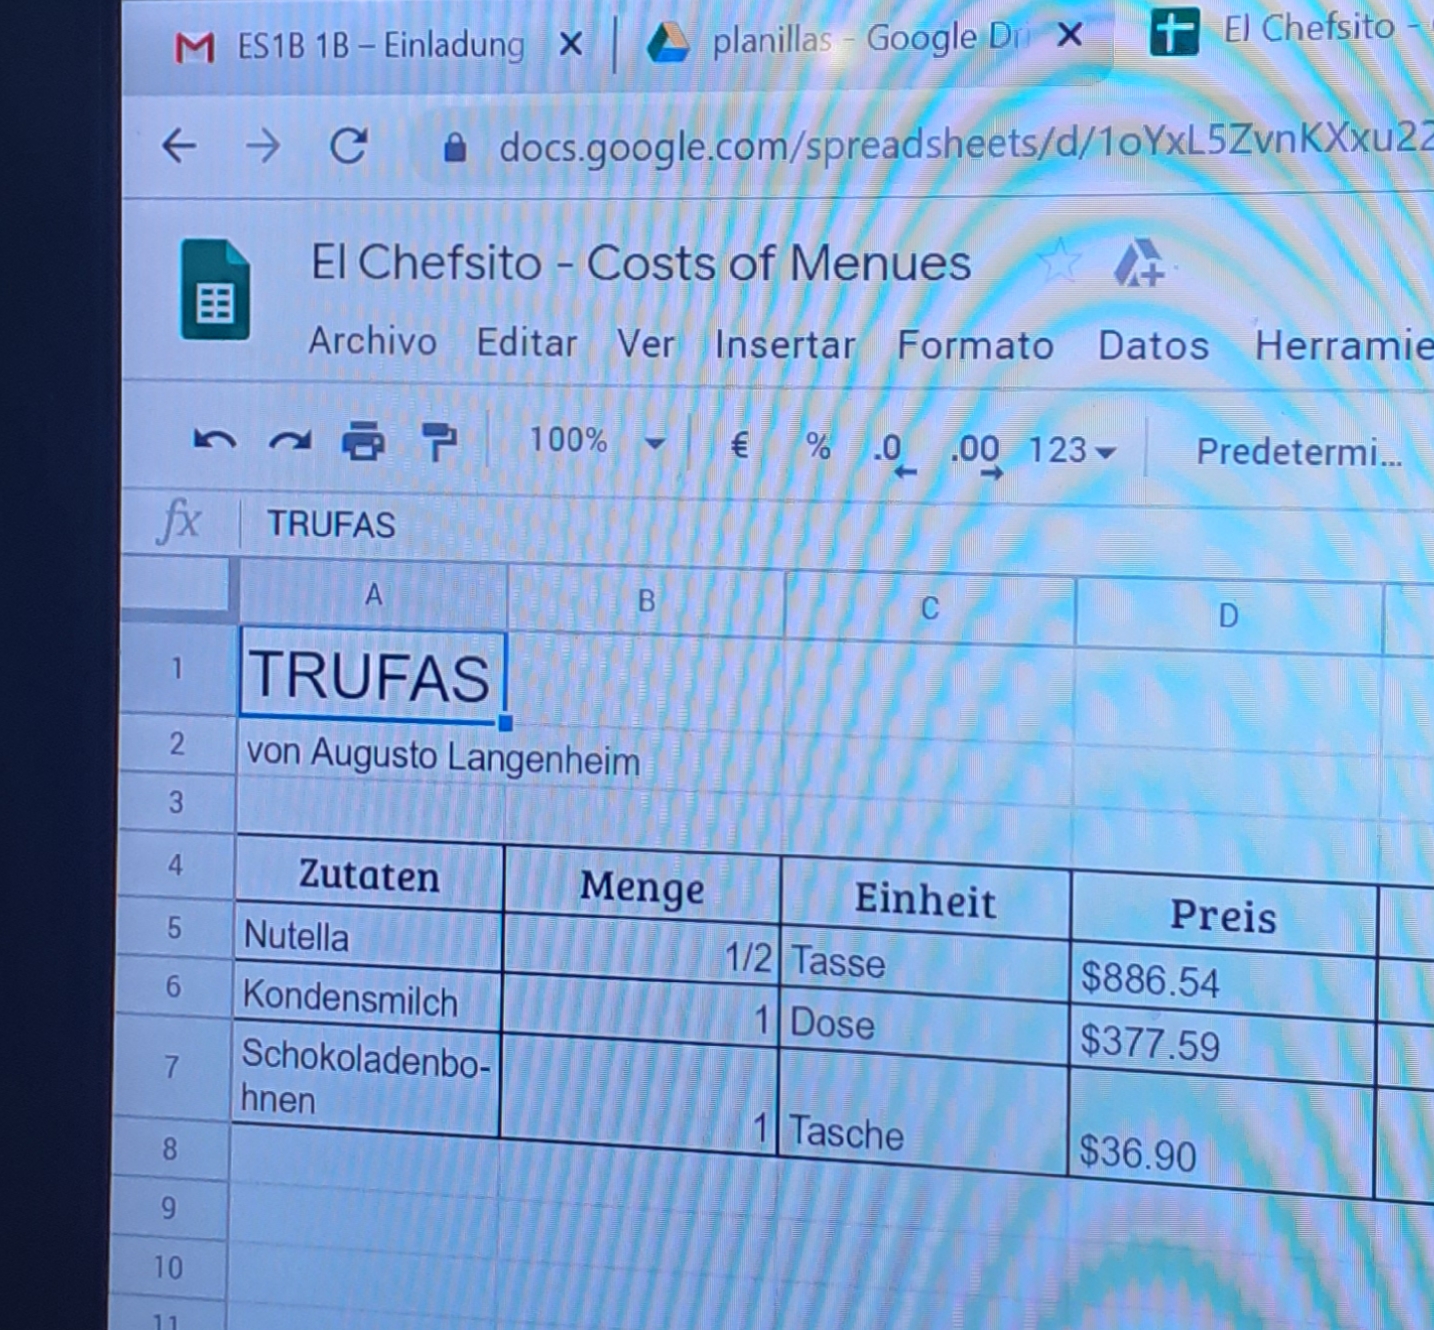 ES1B 1B – Einladung
planillas - Google Dri
El Chefsito -
docs.google.com/spreadsheets/d/1oYxL5ZvnKXxu22
El Chefsito - Costs of Menues
Archivo Editar Ver Insertar Formato Datos Herramie
100% € % .0 .00 123 Predetermi...
fx TRUFAS
A B C D
1 TRUFAS
2 von Augusto Langenheim
3
4 Zutaten Menge Einheit Preis
5 Nutella 1/2 Tasse $886.54
6 Kondensmilch 1 Dose $377.59
7 Schokoladenbo-
hnen 1 Tasche $36.90
8
9
10
11